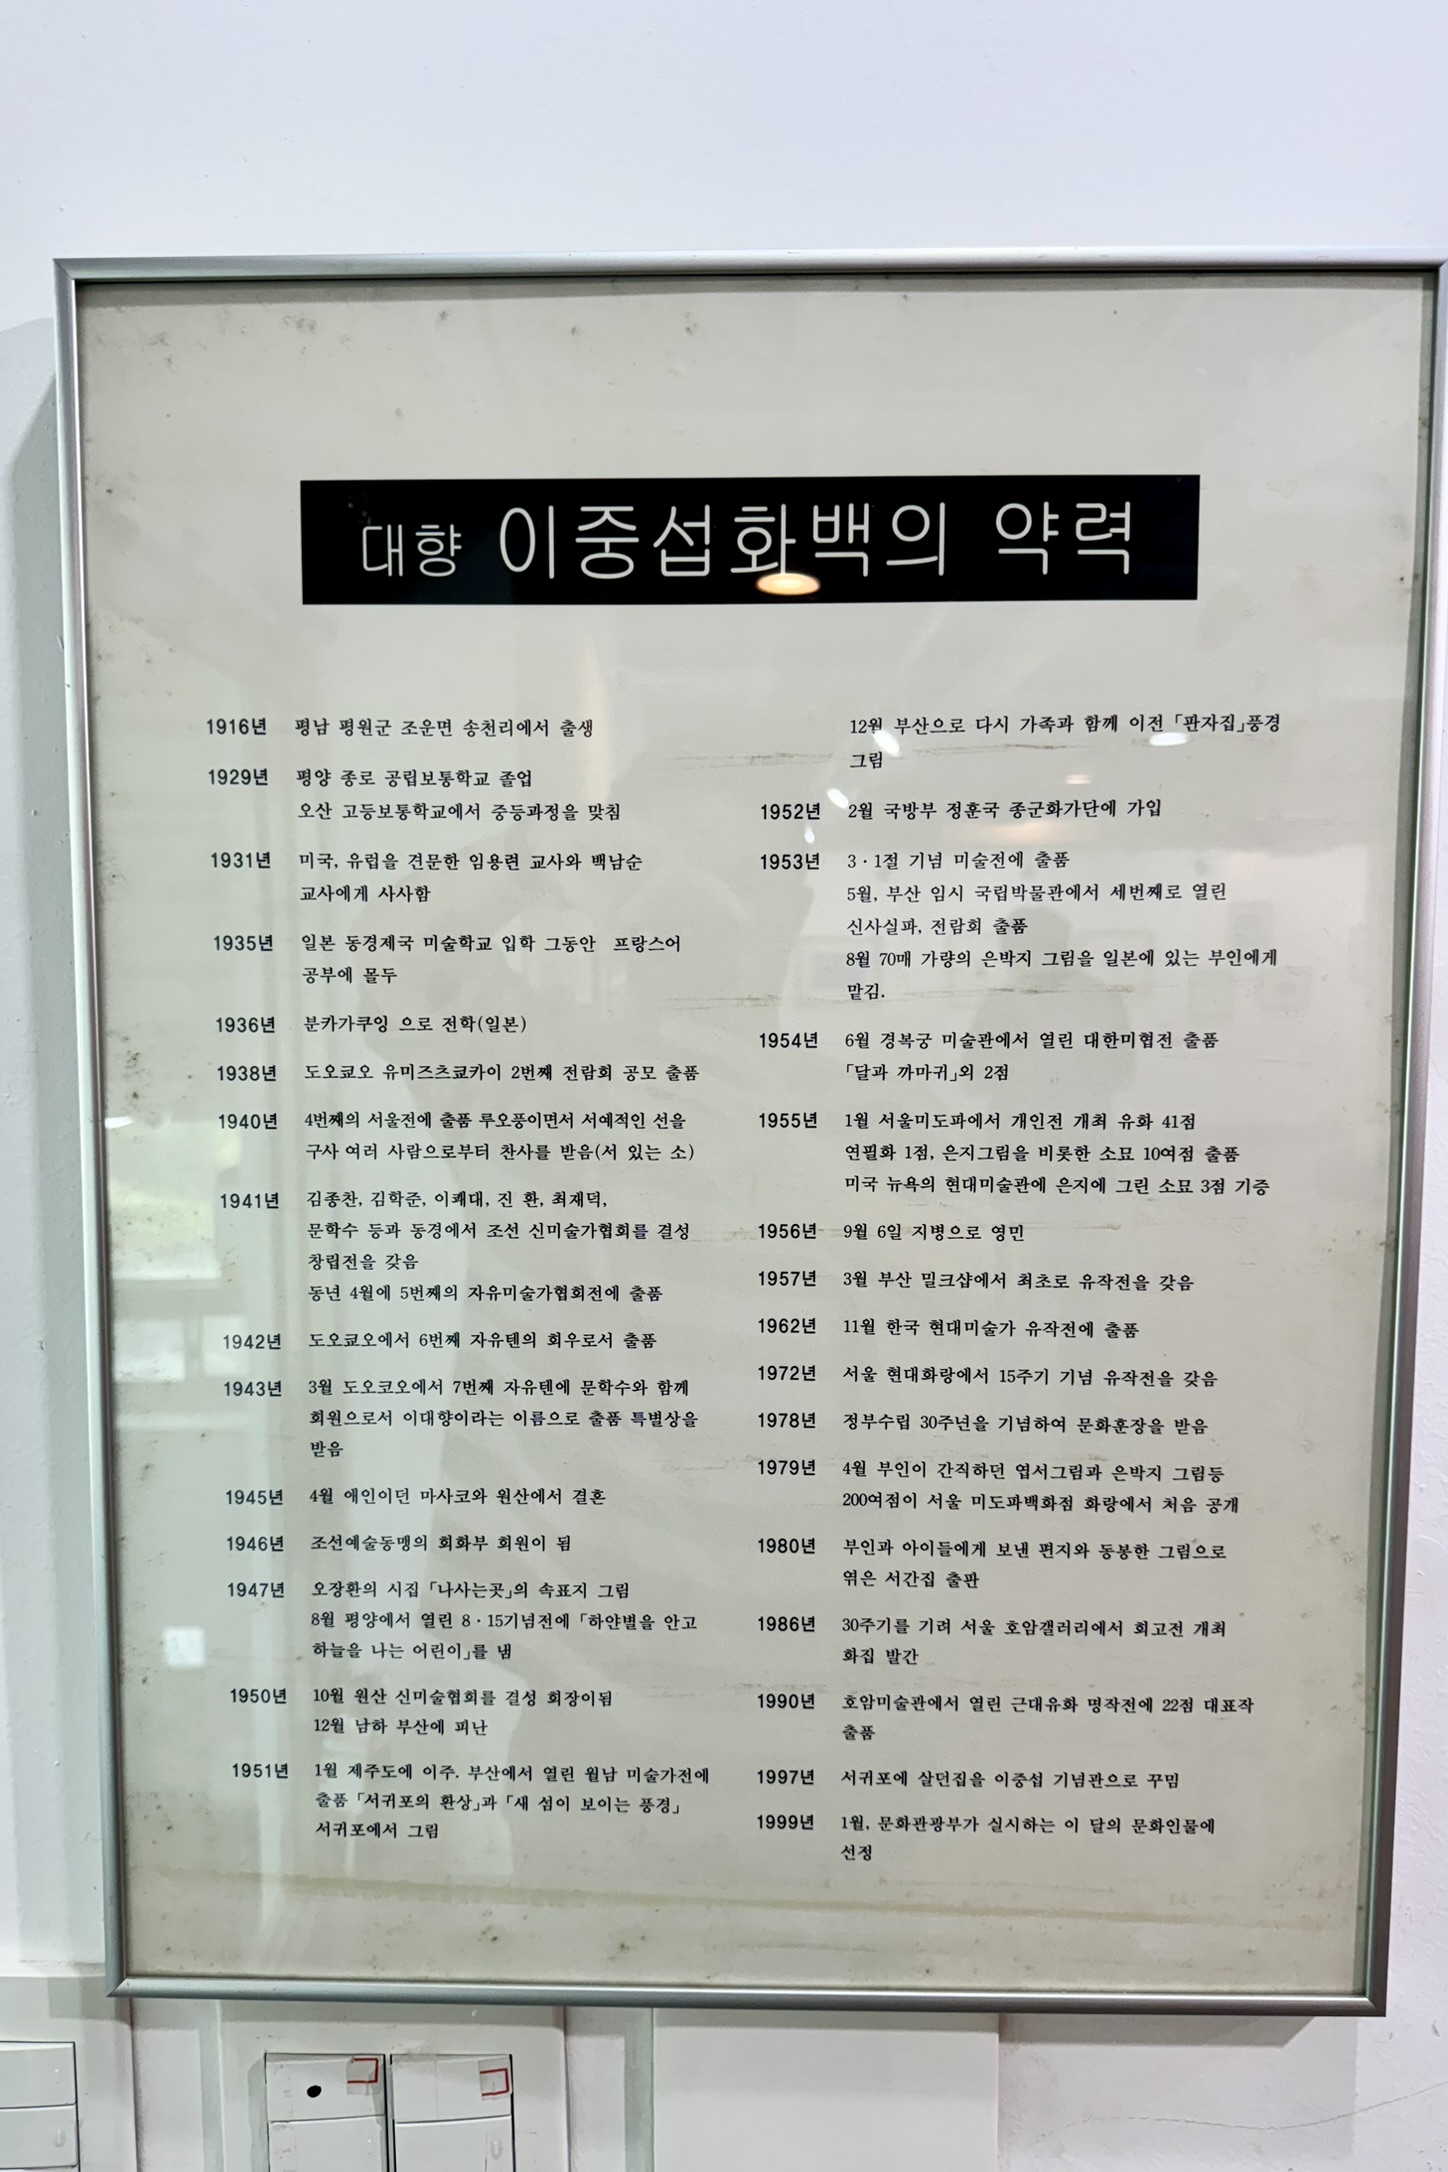 대향 이중섭화백의 약력
1916년 평남 평원군 조운면 송천리에서 출생
1929년 평양 종로 공립보통학교 졸업
오산 고등보통학교에서 중등과정을 맞침
1931년 미국, 유럽을 견문한 임용련 교사와 백남순
교사에게 사사함
1935년 일본 동경제국 미술학교 입학 그동안 프랑스어
공부에 몰두
1936년 분카가쿠잉 으로 전학(일본)
1938년 도오쿄오 유미즈츠쿄카이 2번째 전람회 공모 출품
1940년 4번째의 서울전에 출품 루오풍이면서 서예적인 선을
구사 여러 사람으로부터 찬사를 받음(서 있는 소)
1941년 김종찬, 김학준, 이쾌대, 진 환, 최재덕,
문학수 등과 동경에서 조선 신미술가협회를 결성
창립전을 갖음
동년 4월에 5번째의 자유미술가협회전에 출품
1942년 도오쿄오에서 6번째 자유텐의 회우로서 출품
1943년 3월 도오코오에서 7번째 자유텐에 문학수와 함께
회원으로서 이대향이라는 이름으로 출품 특별상을
받음
1945년 4월 애인이던 마사코와 원산에서 결혼
1946년 조선예술동맹의 회화부 회원이 됨
1947년 오장환의 시집 「나사는곳」의 속표지 그림
8월 평양에서 열린 8·15기념전에 「하얀별을 안고
하늘을 나는 어린이」를 냄
1950년 10월 원산 신미술협회를 결성 회장이됨
12월 남하 부산에 피난
1951년 1월 제주도에 이주. 부산에서 열린 월남 미술가전에
출품 「서귀포의 환상」과 「새 섬이 보이는 풍경」
서귀포에서 그림
12월 부산으로 다시 가족과 함께 이전 「판자집」풍경
그림
1952년 2월 국방부 정훈국 종군화가단에 가입
1953년 3·1절 기념 미술전에 출품
5월, 부산 임시 국립박물관에서 세번째로 열린
신사실파, 전람회 출품
8월 70매 가량의 은박지 그림을 일본에 있는 부인에게
맡김.
1954년 6월 경복궁 미술관에서 열린 대한미협전 출품
「달과 까마귀」외 2점
1955년 1월 서울미도파에서 개인전 개최 유화 41점
연필화 1점, 은지그림을 비롯한 소묘 10여점 출품
미국 뉴욕의 현대미술관에 은지에 그린 소묘 3점 기증
1956년 9월 6일 지병으로 영민
1957년 3월 부산 밀크샵에서 최초로 유작전을 갖음
1962년 11월 한국 현대미술가 유작전에 출품
1972년 서울 현대화랑에서 15주기 기념 유작전을 갖음
1978년 정부수립 30주년을 기념하여 문화훈장을 받음
1979년 4월 부인이 간직하던 엽서그림과 은박지 그림등
200여점이 서울 미도파백화점 화랑에서 처음 공개
1980년 부인과 아이들에게 보낸 편지와 동봉한 그림으로
엮은 서간집 출판
1986년 30주기를 기려 서울 호암갤러리에서 회고전 개최
화집 발간
1990년 호암미술관에서 열린 근대유화 명작전에 22점 대표작
출품
1997년 서귀포에 살던집을 이중섭 기념관으로 꾸밈
1999년 1월, 문화관광부가 실시하는 이 달의 문화인물에
선정